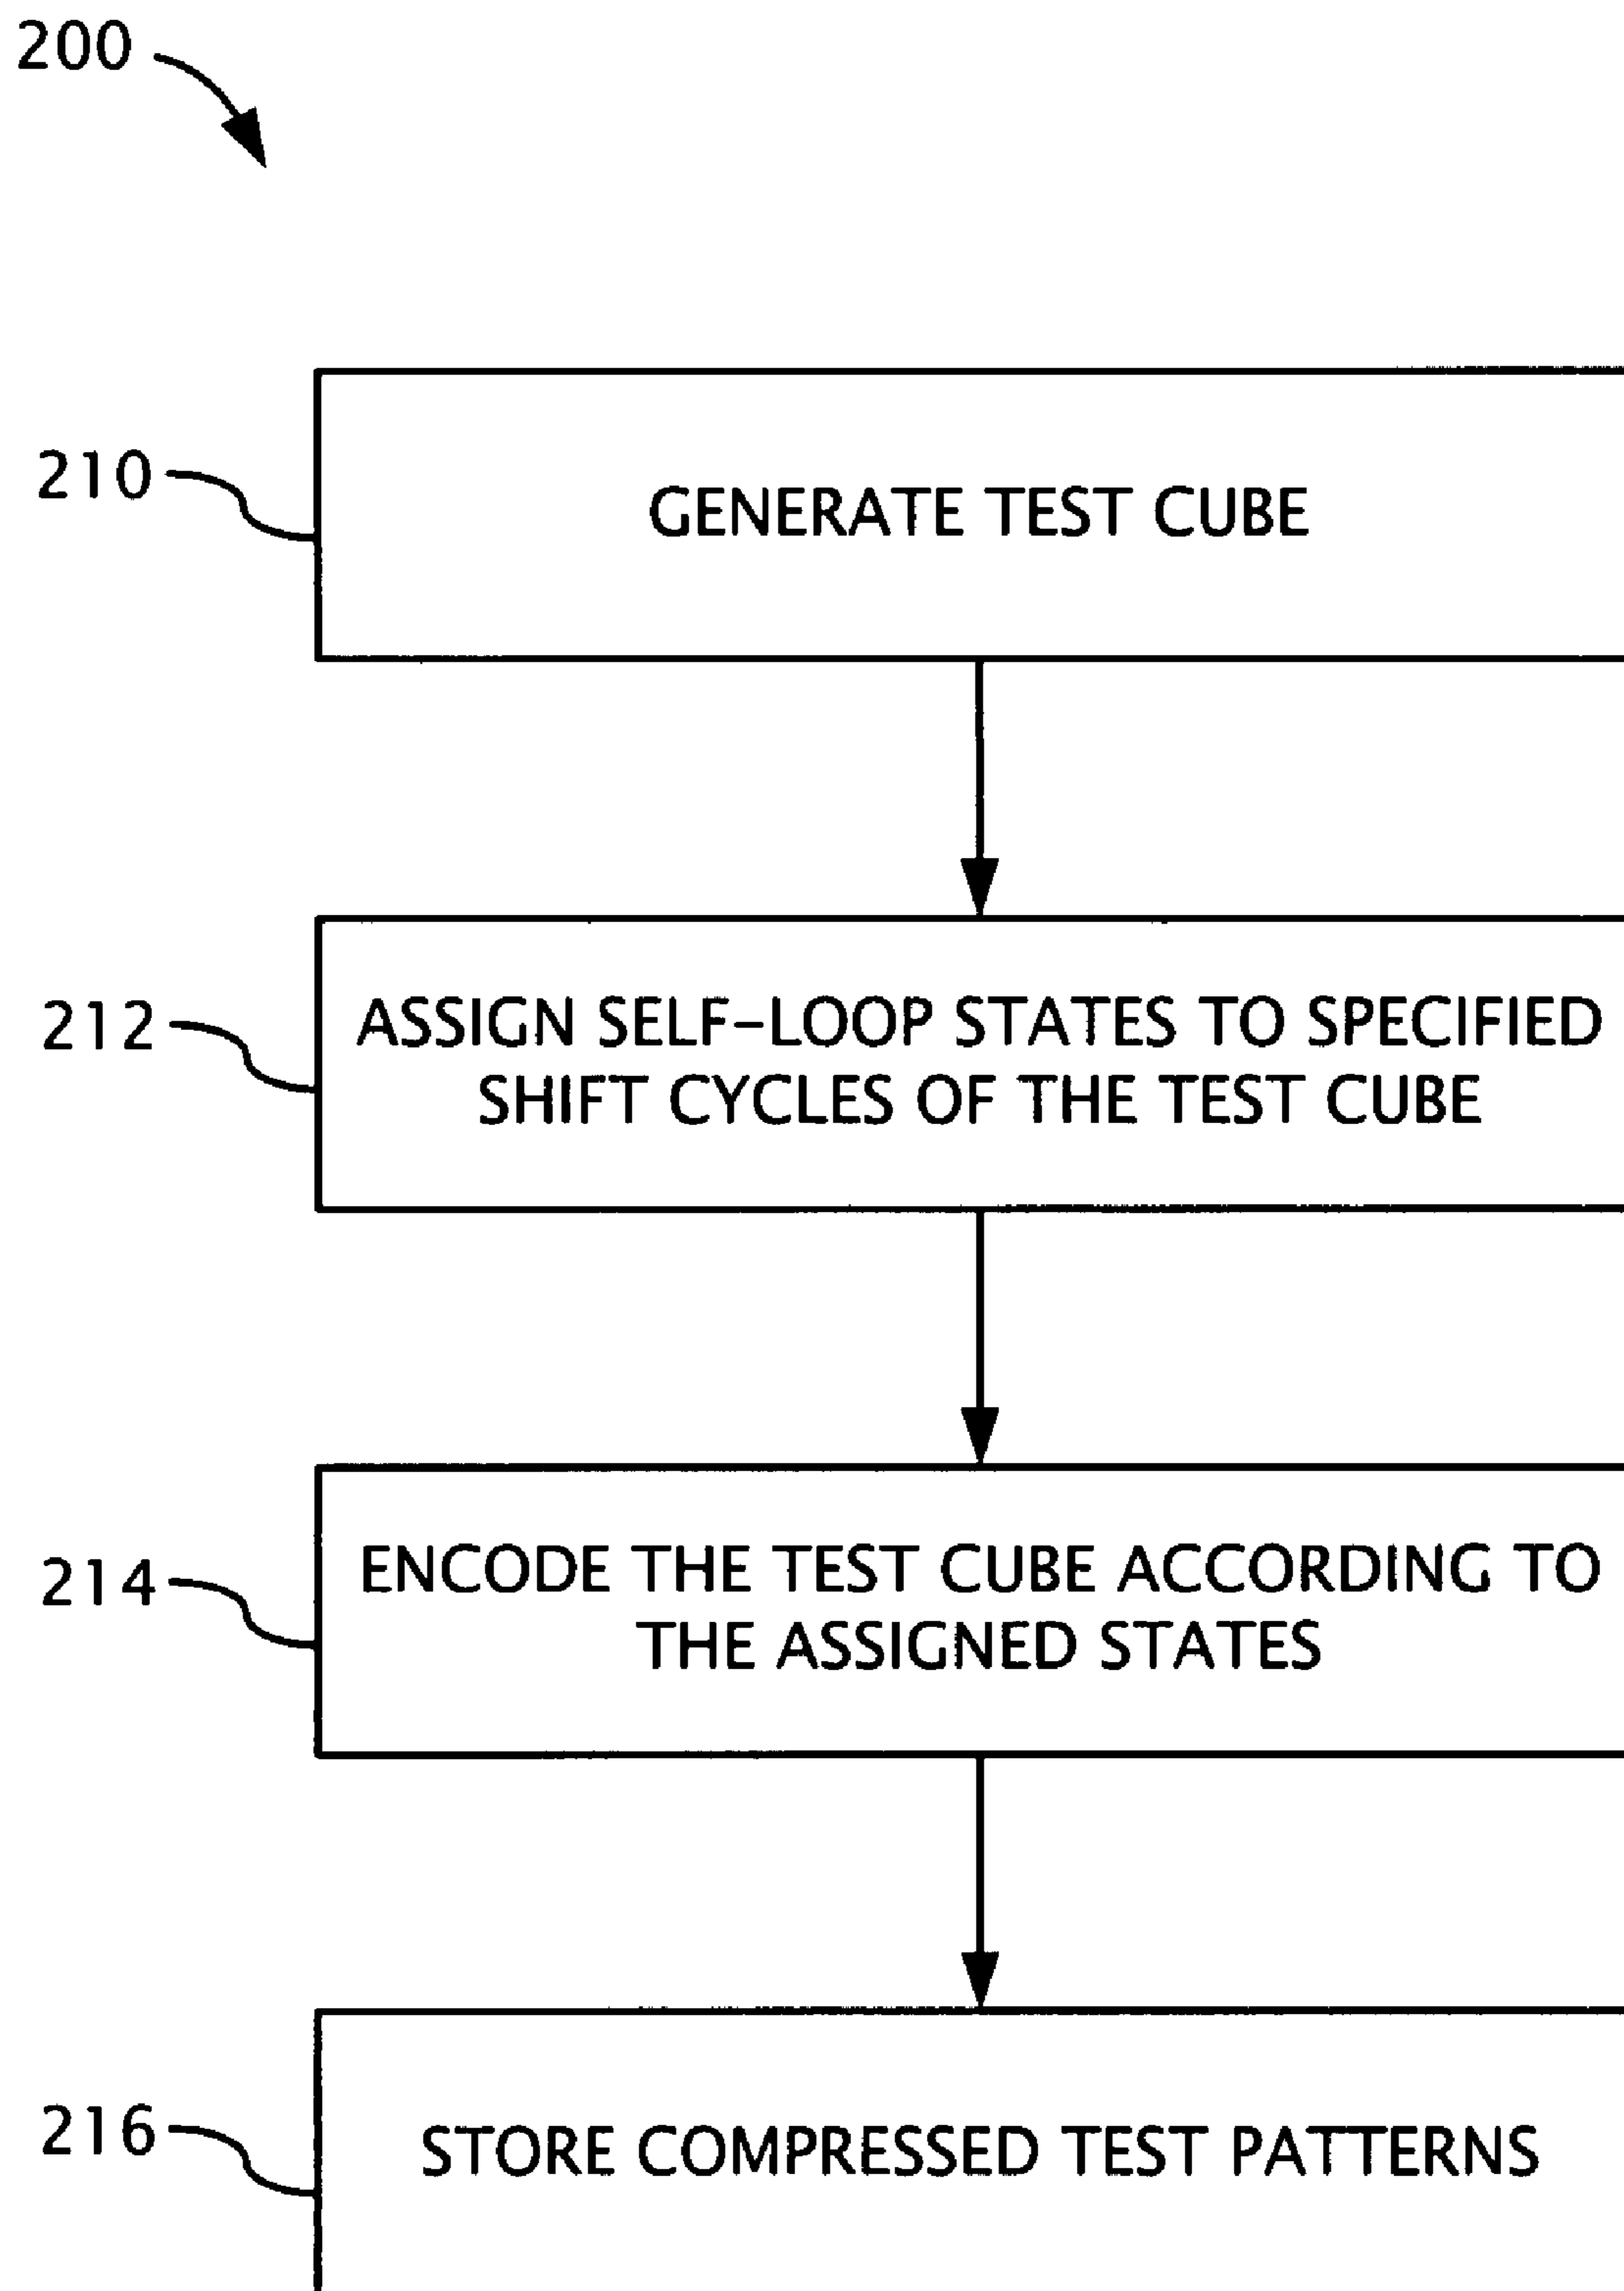 200
210
GENERATE TEST CUBE
212
ASSIGN SELF-LOOP STATES TO SPECIFIED
SHIFT CYCLES OF THE TEST CUBE
214
ENCODE THE TEST CUBE ACCORDING TO
THE ASSIGNED STATES
216
STORE COMPRESSED TEST PATTERNS